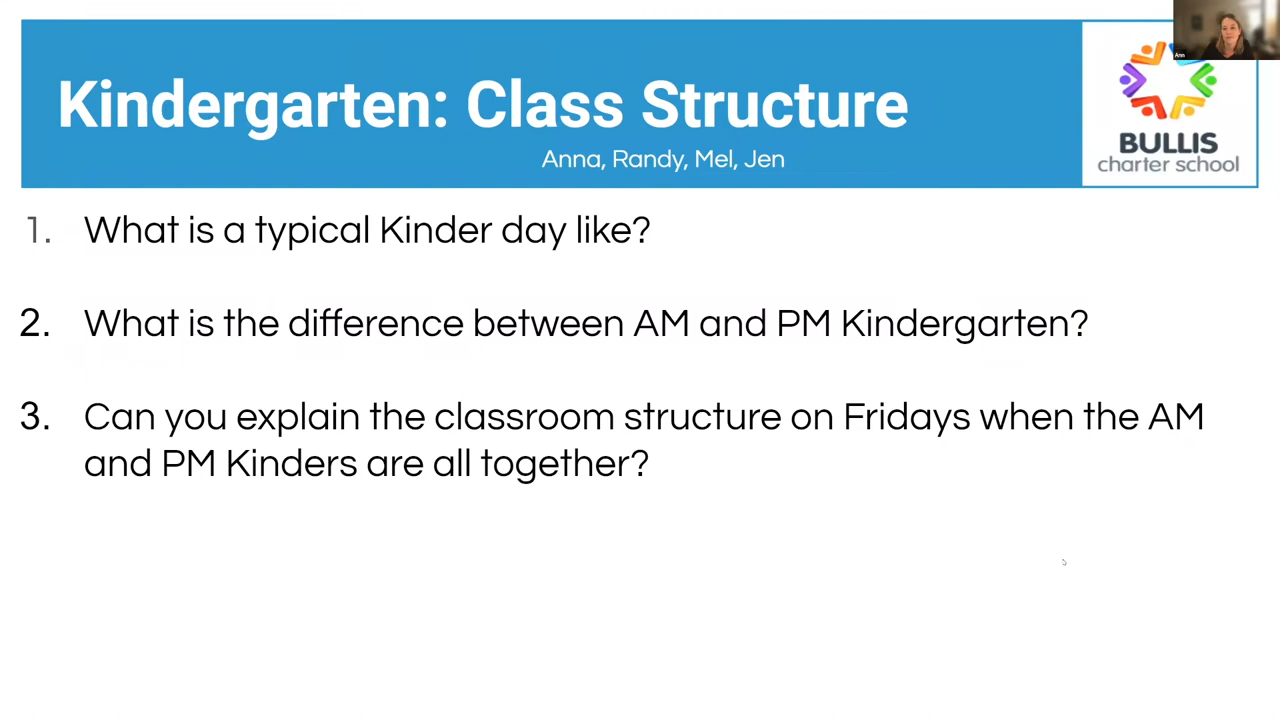 Ann
Kindergarten: Class Structure
Anna, Randy, Mel, Jen
BULLIS
charter school
1. What is a typical Kinder day like?
2. What is the difference between AM and PM Kindergarten?
3. Can you explain the classroom structure on Fridays when the AM
and PM Kinders are all together?